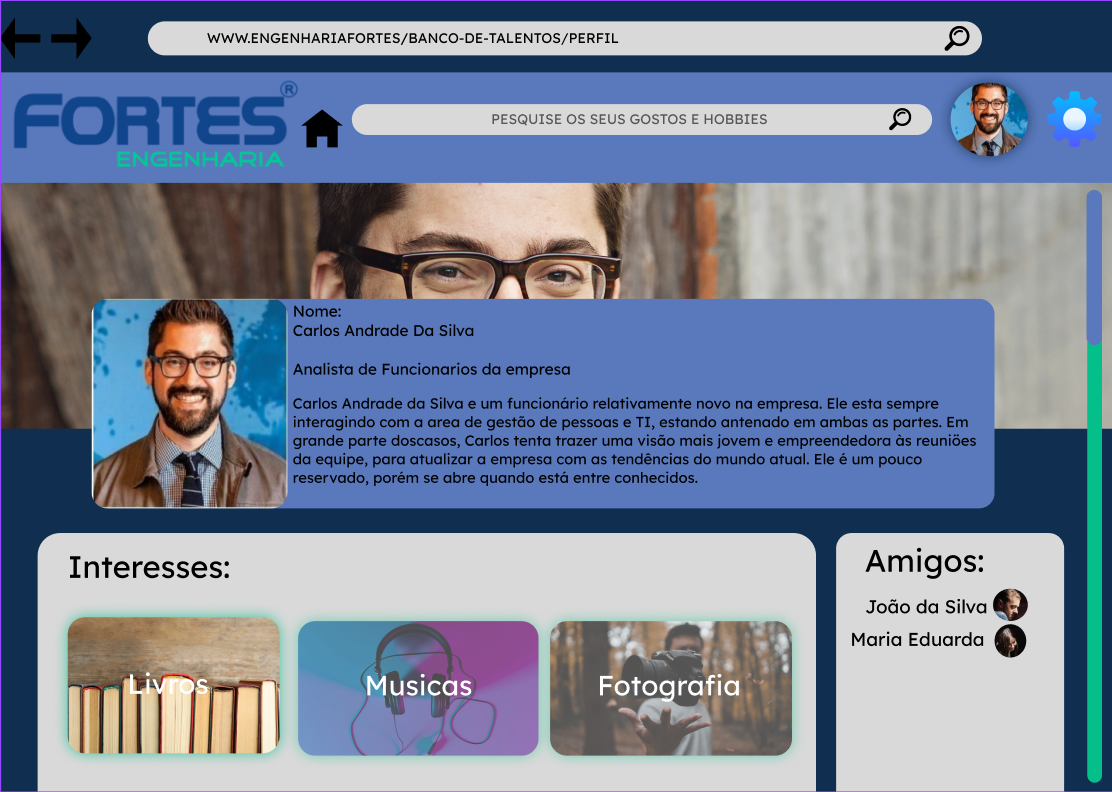 WWW.ENGENHARIAFORTES/BANCO-DE-TALENTOS/PERFIL
FORTES®
ENGENHARIA
PESQUISE OS SEUS GOSTOS E HOBBIES
Nome:
Carlos Andrade Da Silva
Analista de Funcionarios da empresa
Carlos Andrade da Silva e um funcionário relativamente novo na empresa. Ele esta sempre
interagindo com a area de gestão de pessoas e TI, estando antenado em ambas as partes. Em
grande parte doscasos, Carlos tenta trazer uma visão mais jovem e empreendedora às reuniões
da equipe, para atualizar a empresa com as tendências do mundo atual. Ele é um pouco
reservado, porém se abre quando está entre conhecidos.
Interesses:
Livros
Musicas
Fotografia
Amigos:
João da Silva
Maria Eduarda